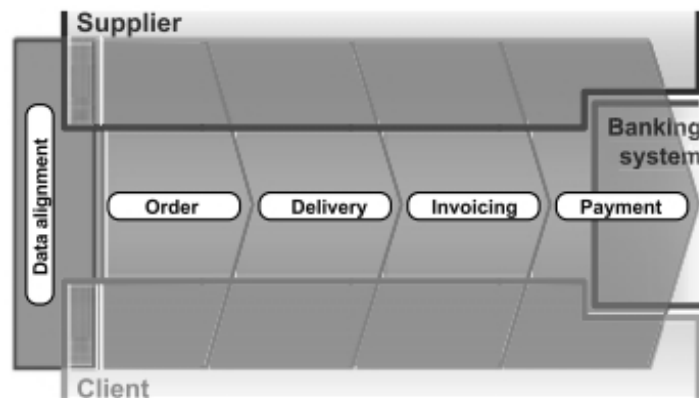 Supplier
Banking
system
Data alignment
Order
Delivery
Invoicing
Payment
Client